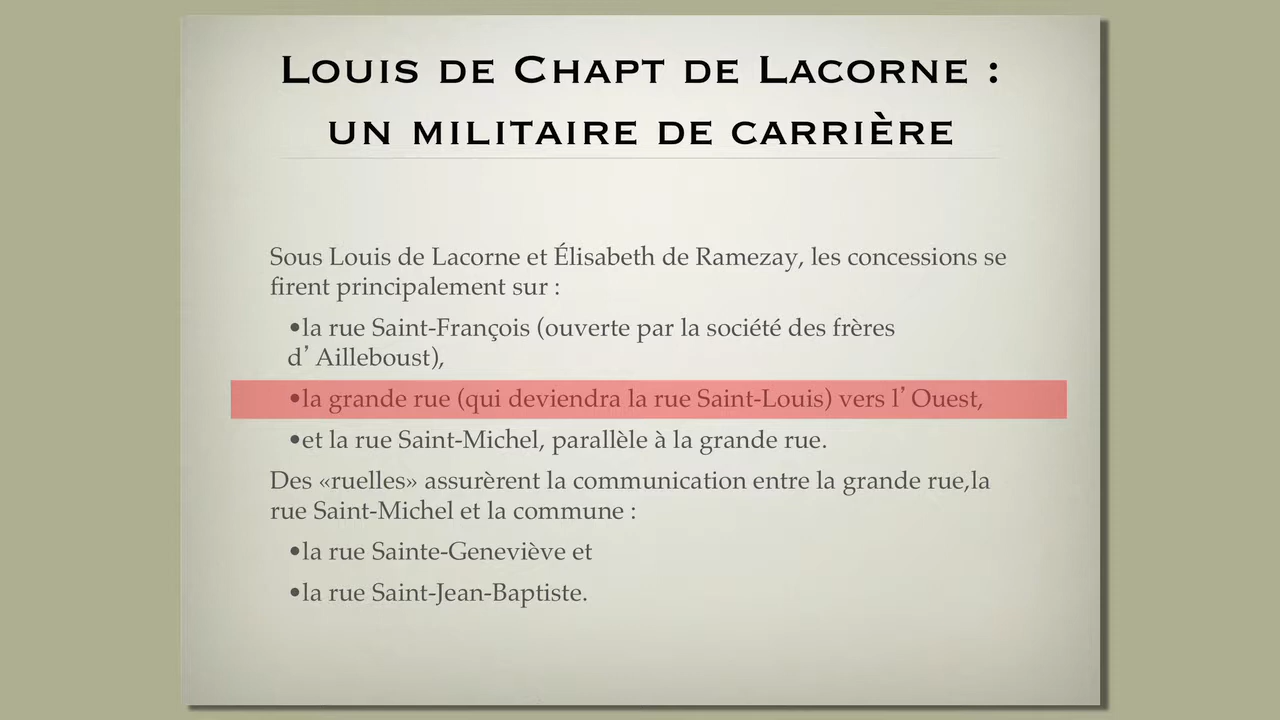 Louis de Chapt de Lacorne :
un militaire de carrière
Sous Louis de Lacorne et Élisabeth de Ramezay, les concessions se
firent principalement sur :
•la rue Saint-François (ouverte par la société des frères
d’Ailleboust),
•la grande rue (qui deviendra la rue Saint-Louis) vers l’Ouest,
•et la rue Saint-Michel, parallèle à la grande rue.
Des «ruelles» assurèrent la communication entre la grande rue,la
rue Saint-Michel et la commune :
•la rue Sainte-Geneviève et
•la rue Saint-Jean-Baptiste.